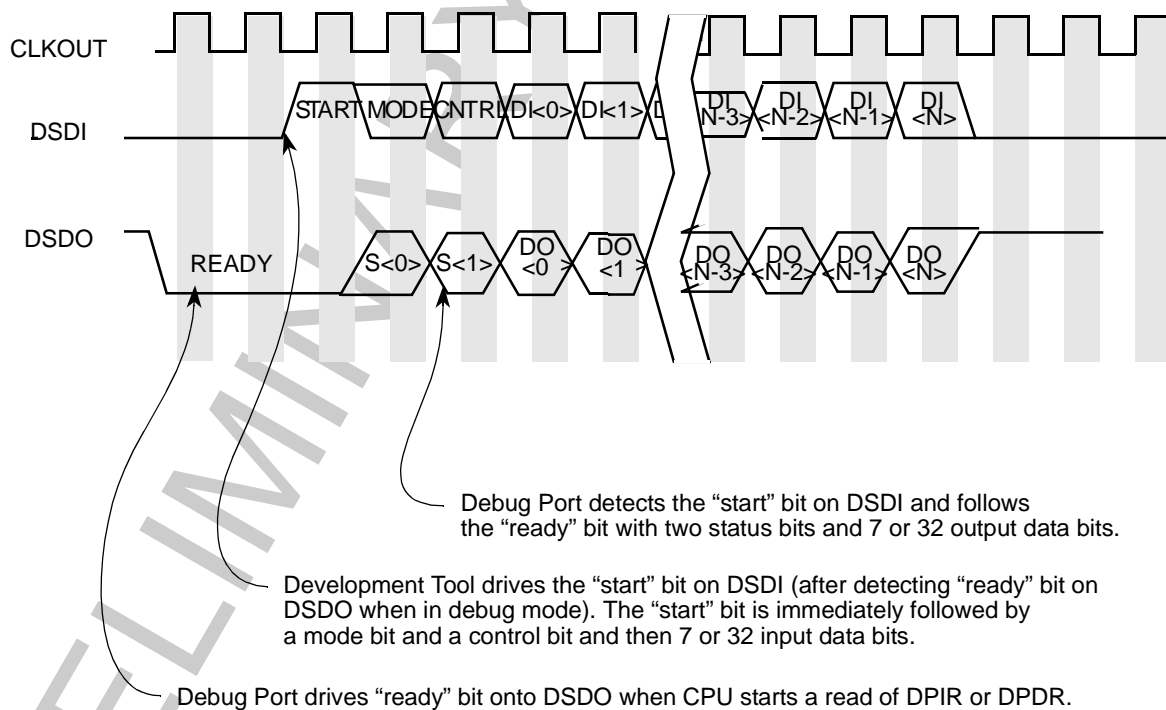 CLKOUT
DSDI
START MODE CNTRL DI<0> DI<1> DI <N-3> DI <N-2> DI <N-1> DI <N>
DSDO
READY S<0> S<1> DO <0> DO <1> DO <N-3> DO <N-2> DO <N-1> DO <N>
Debug Port detects the “start” bit on DSDI and follows
the “ready” bit with two status bits and 7 or 32 output data bits.
Development Tool drives the “start” bit on DSDI (after detecting “ready” bit on
DSDO when in debug mode). The “start” bit is immediately followed by
a mode bit and a control bit and then 7 or 32 input data bits.
Debug Port drives “ready” bit onto DSDO when CPU starts a read of DPIR or DPDR.